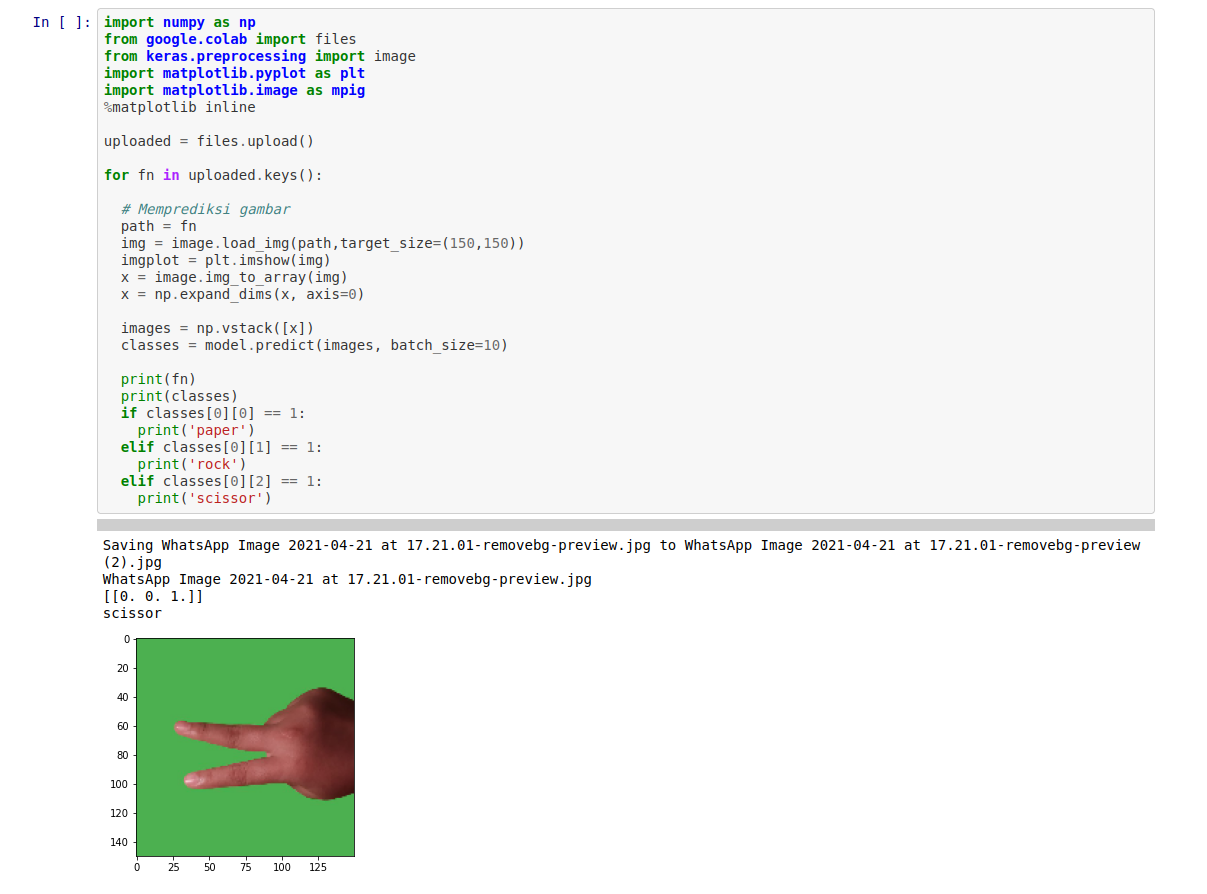 In [ ]:
import numpy as np
from google.colab import files
from keras.preprocessing import image
import matplotlib.pyplot as plt
import matplotlib.image as mpig
%matplotlib inline
uploaded = files.upload()
for fn in uploaded.keys():
# Memprediksi gambar
path = fn
img = image.load_img(path,target_size=(150,150))
imgplot = plt.imshow(img)
x = image.img_to_array(img)
x = np.expand_dims(x, axis=0)
images = np.vstack([x])
classes = model.predict(images, batch_size=10)
print(fn)
print(classes)
if classes[0][0] == 1:
print('paper')
elif classes[0][1] == 1:
print('rock')
elif classes[0][2] == 1:
print('scissor')
Saving WhatsApp Image 2021-04-21 at 17.21.01-removebg-preview.jpg to WhatsApp Image 2021-04-21 at 17.21.01-removebg-preview
(2).jpg
WhatsApp Image 2021-04-21 at 17.21.01-removebg-preview.jpg
[[0. 0. 1.]]
scissor
0
20
40
60
80
100
120
140
0 25 50 75 100 125